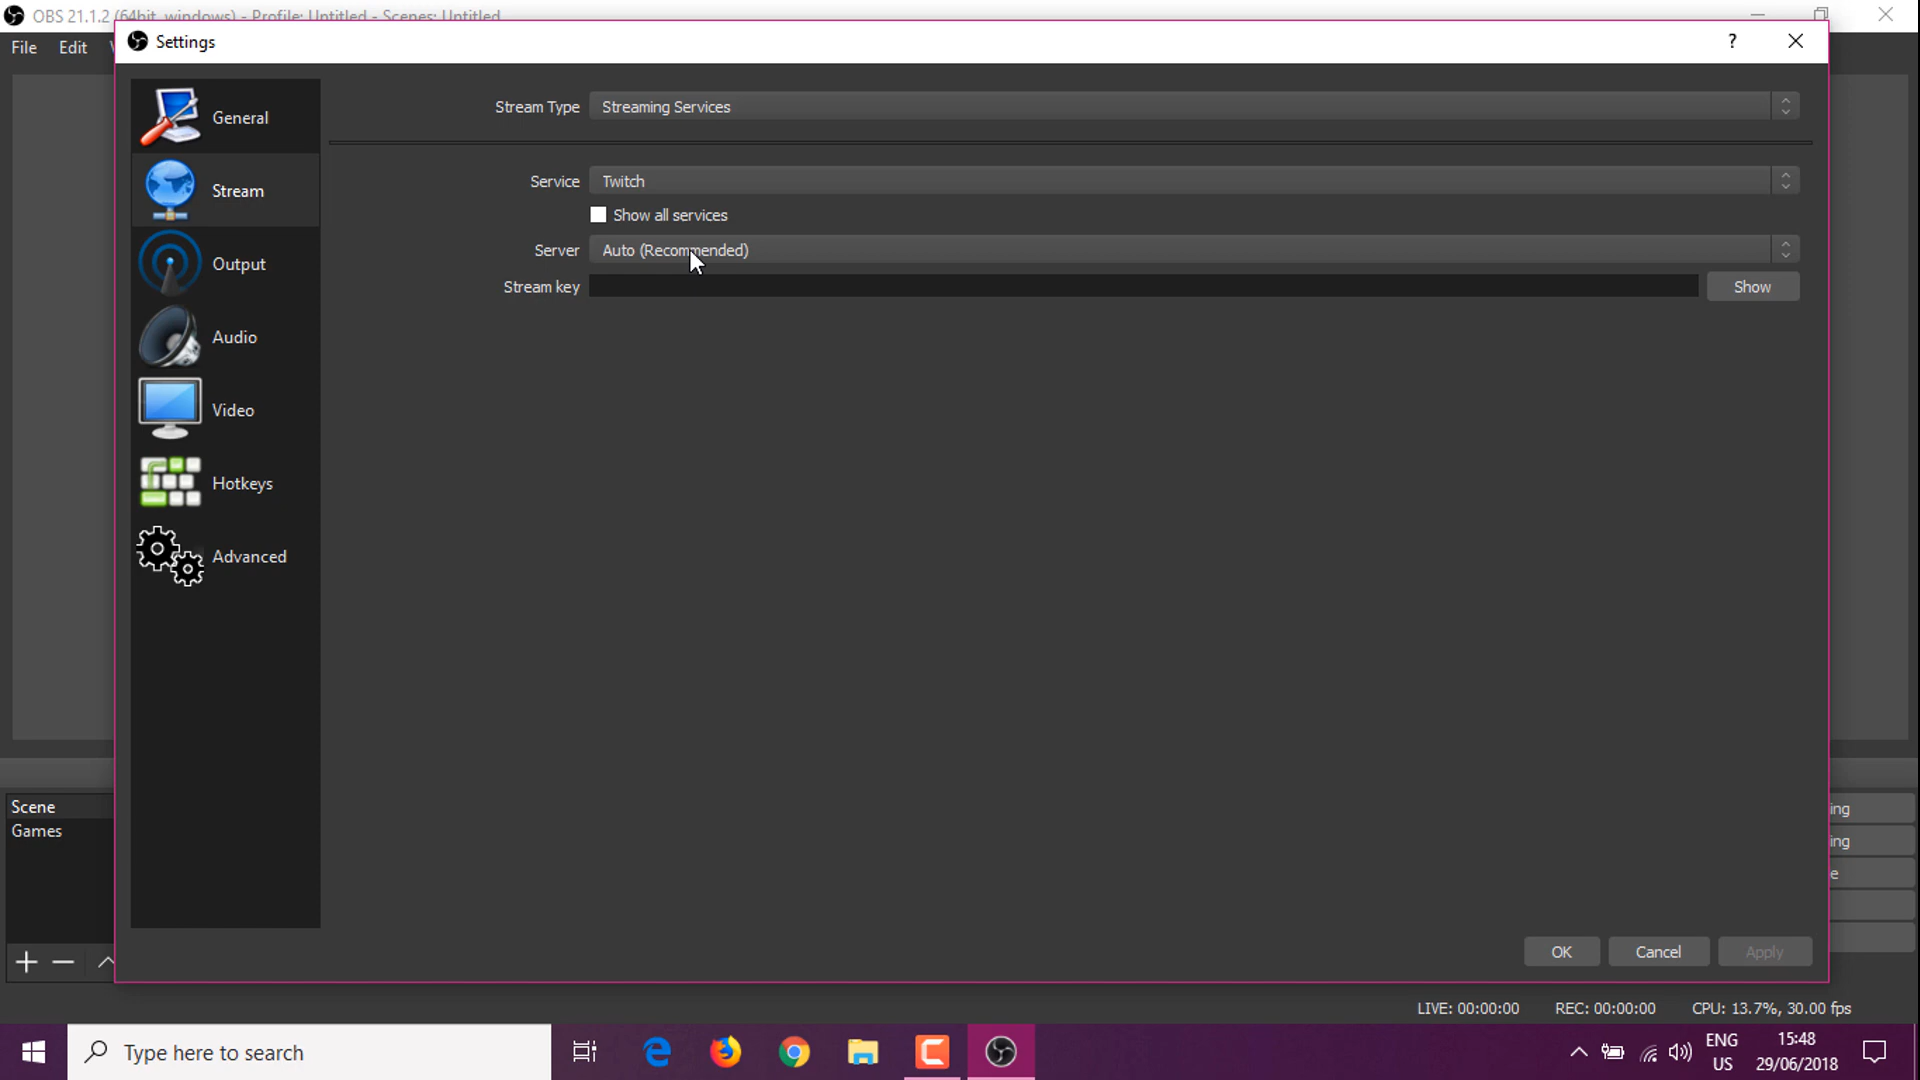 OBS 21.1.2 (64bit, windows) - Profile: Untitled - Scenes: Untitled
File Edit
Settings
?
General
Stream
Output
Audio
Video
Hotkeys
Advanced
Stream Type Streaming Services
Service Twitch
Show all services
Server Auto (Recommended)
Stream key Show
Scene
Games
ing
ing
e
OK Cancel Apply
LIVE: 00:00:00 REC: 00:00:00 CPU: 13.7%, 30.00 fps
Type here to search
ENG
US
15:48
29/06/2018